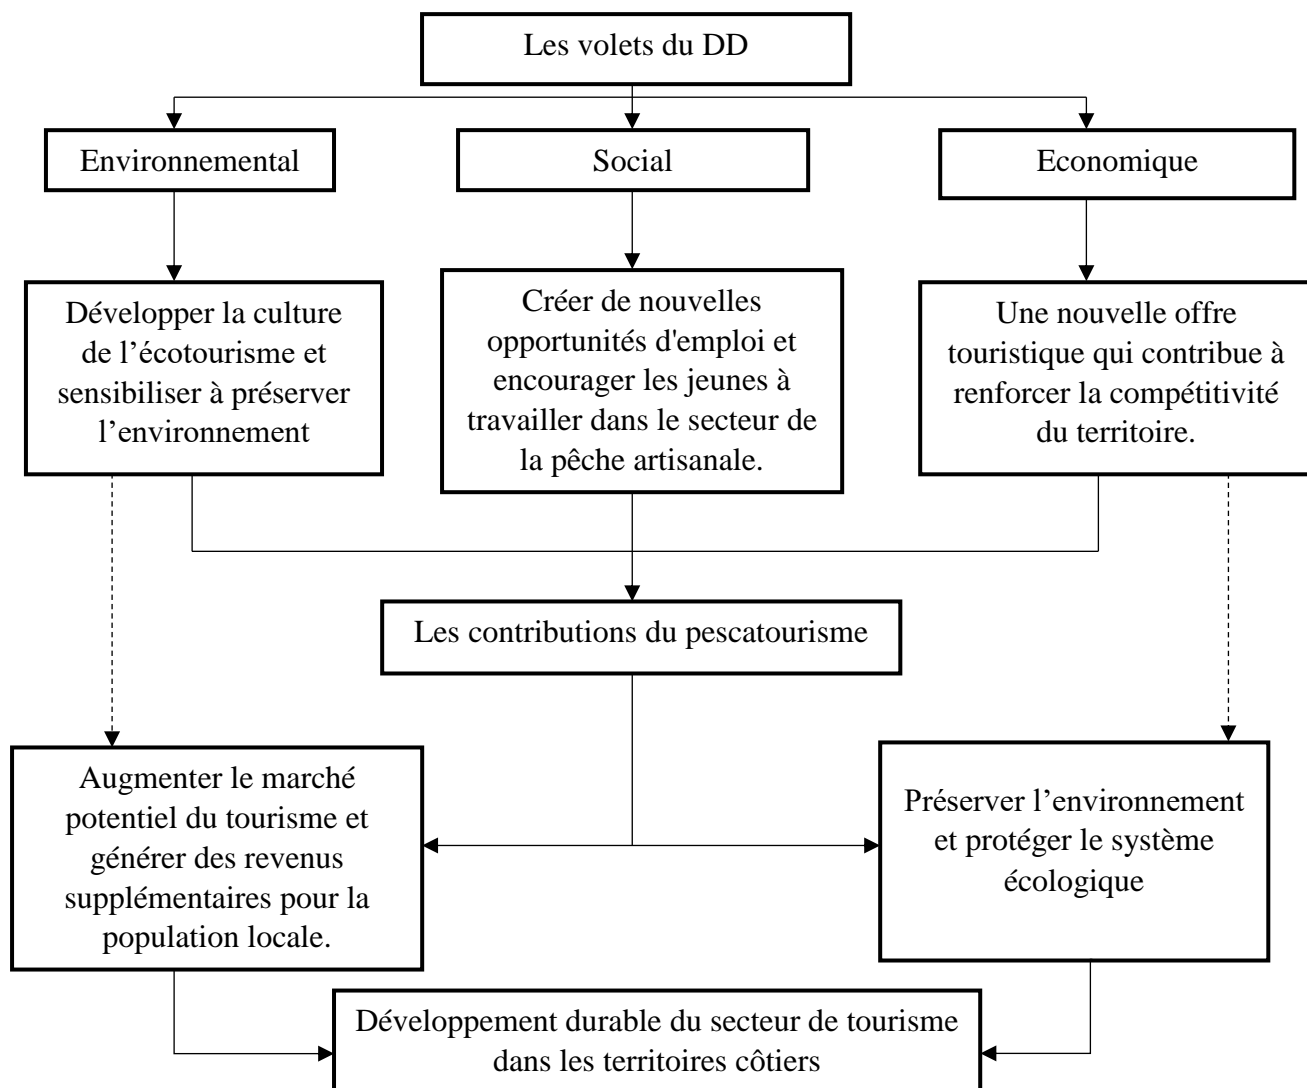 Les volets du DD
Environnemental
Social
Economique
Développer la culture
de l’écotourisme et
sensibiliser à préserver
l’environnement
Créer de nouvelles
opportunités d'emploi et
encourager les jeunes à
travailler dans le secteur de
la pêche artisanale.
Une nouvelle offre
touristique qui contribue à
renforcer la compétitivité
du territoire.
Les contributions du pescatourisme
Augmenter le marché
potentiel du tourisme et
générer des revenus
supplémentaires pour la
population locale.
Préserver l’environnement
et protéger le système
écologique
Développement durable du secteur de tourisme
dans les territoires côtiers